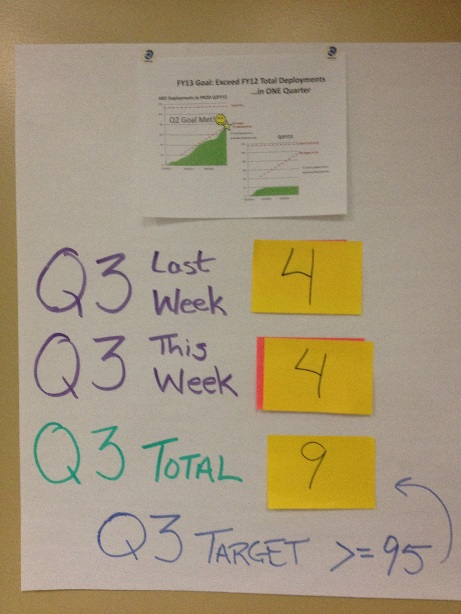 FY13 Goal: Exceed FY12 Total Deployments
...in ONE Quarter
Q2 Goal Met!
Q3FY13
Q3 Last
Week
4
Q3 This
Week
4
Q3 TOTAL
9
Q3 TARGET >= 95